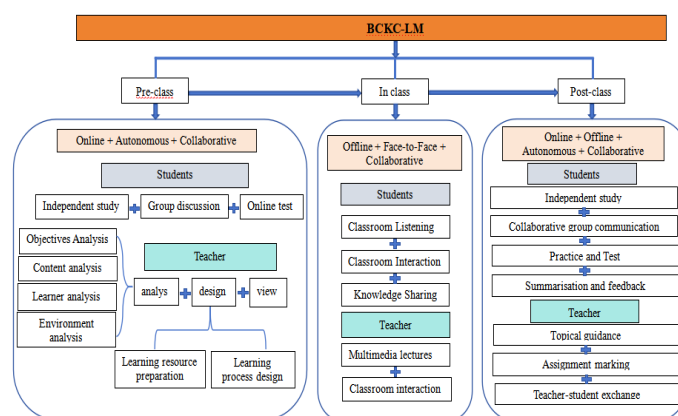 BCKC-LM
Pre-class
In class
Post-class
Online + Autonomous + Collaborative
Students
Independent study
Group discussion
Online test
Objectives Analysis
Content analysis
Learner analysis
Environment
analysis
Teacher
analys
design
view
Learning resource
preparation
Learning
process design
Offline + Face-to-Face +
Collaborative
Students
Classroom Listening
Classroom Interaction
Knowledge Sharing
Teacher
Multimedia lectures
Classroom interaction
Online + Offline +
Autonomous + Collaborative
Students
Independent study
Collaborative group communication
Practice and Test
Summarisation and feedback
Teacher
Topical guidance
Assignment marking
Teacher-student exchange